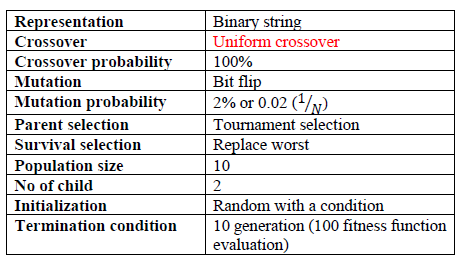 Representation Binary string
Crossover Uniform crossover
Crossover probability 100%
Mutation Bit flip
Mutation probability 2% or 0.02 (1/N)
Parent selection Tournament selection
Survival selection Replace worst
Population size 10
No of child 2
Initialization Random with a condition
Termination condition 10 generation (100 fitness function
evaluation)